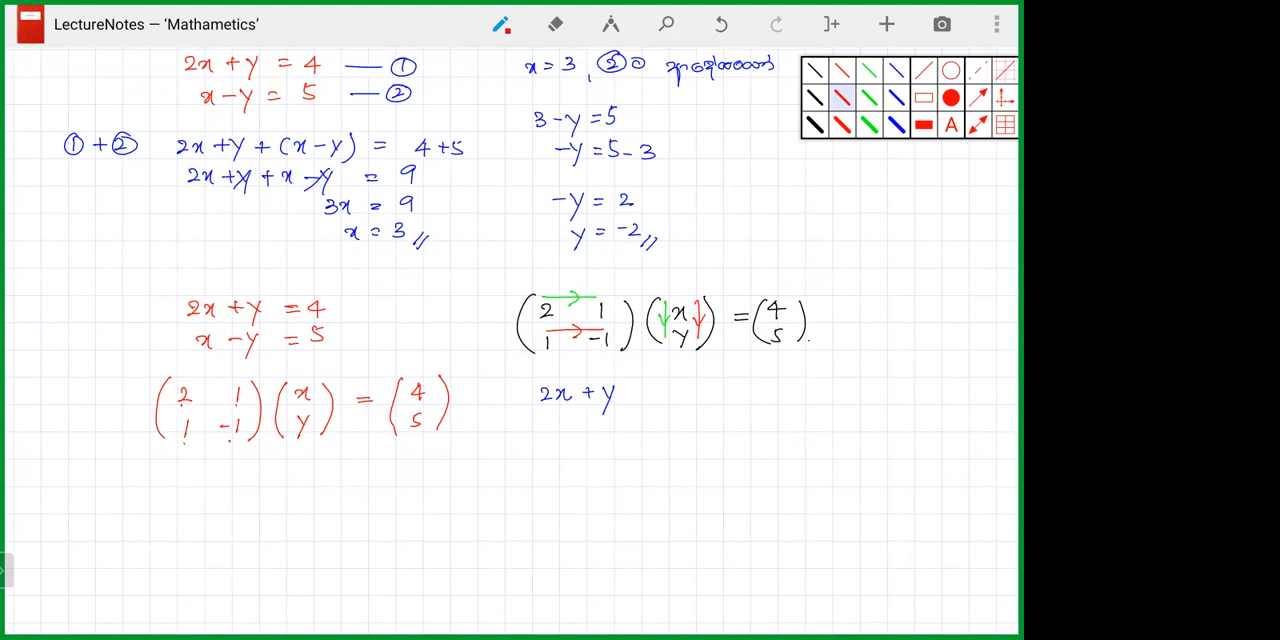 LectureNotes — ‘Mathametics’
2x + y = 4 — ①
x − y = 5 — ②
① + ② 2x + y + (x − y) = 4 + 5
2x + y + x − y = 9
3x = 9
x = 3 //
x = 3, ② ට
3 − y = 5
−y = 5 − 3
−y = 2
y = −2 //
2x + y = 4
x − y = 5
(2 1) (x) = (4)
(1 −1) (y) (5)
(2 1) (x) = (4)
(1 −1) (y) (5).
2x + y
A